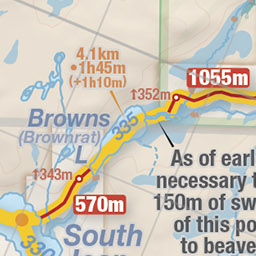 4.1km
•1h45m
(+1h10m)
1055m
†352m
Browns
(Brownrat)
L
335
†343m
570m
As of earl
necessary t
150m of sw
of this po
to beave
South
330